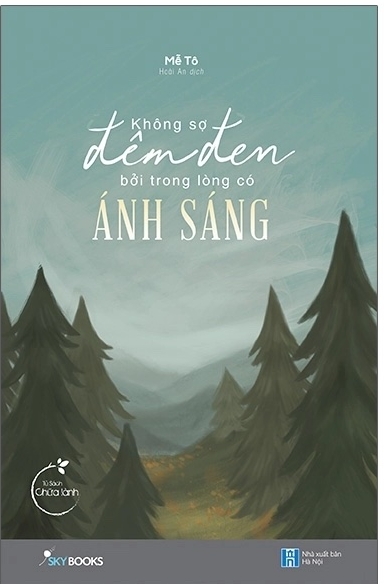 Mễ Tô
Hoài An dịch
Không sợ
đêm đen
bởi trong lòng có
ÁNH SÁNG
Tủ Sách
Chữa lành
SKYBOOKS
Nhà xuất bản
Hà Nội